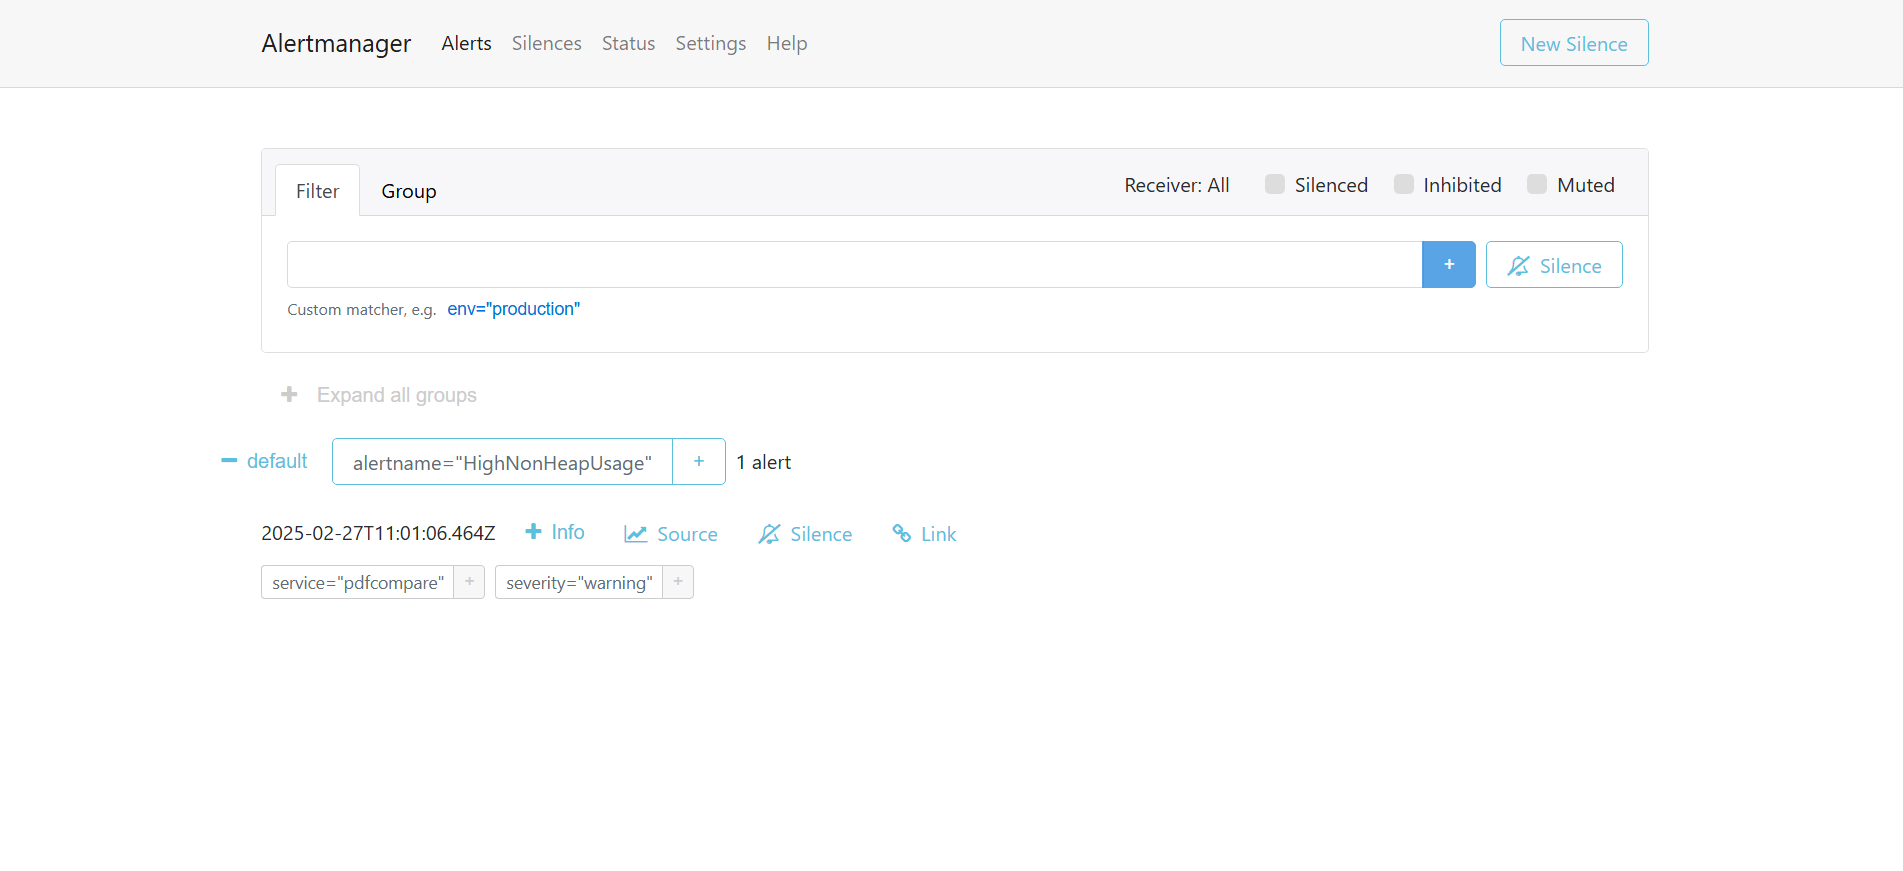 Alertmanager Alerts Silences Status Settings Help New Silence
Filter Group Receiver: All Silenced Inhibited Muted
+ Silence
Custom matcher, e.g. env="production"
+ Expand all groups
− default alertname="HighNonHeapUsage" + 1 alert
2025-02-27T11:01:06.464Z + Info Source Silence Link
service="pdfcompare" + severity="warning" +